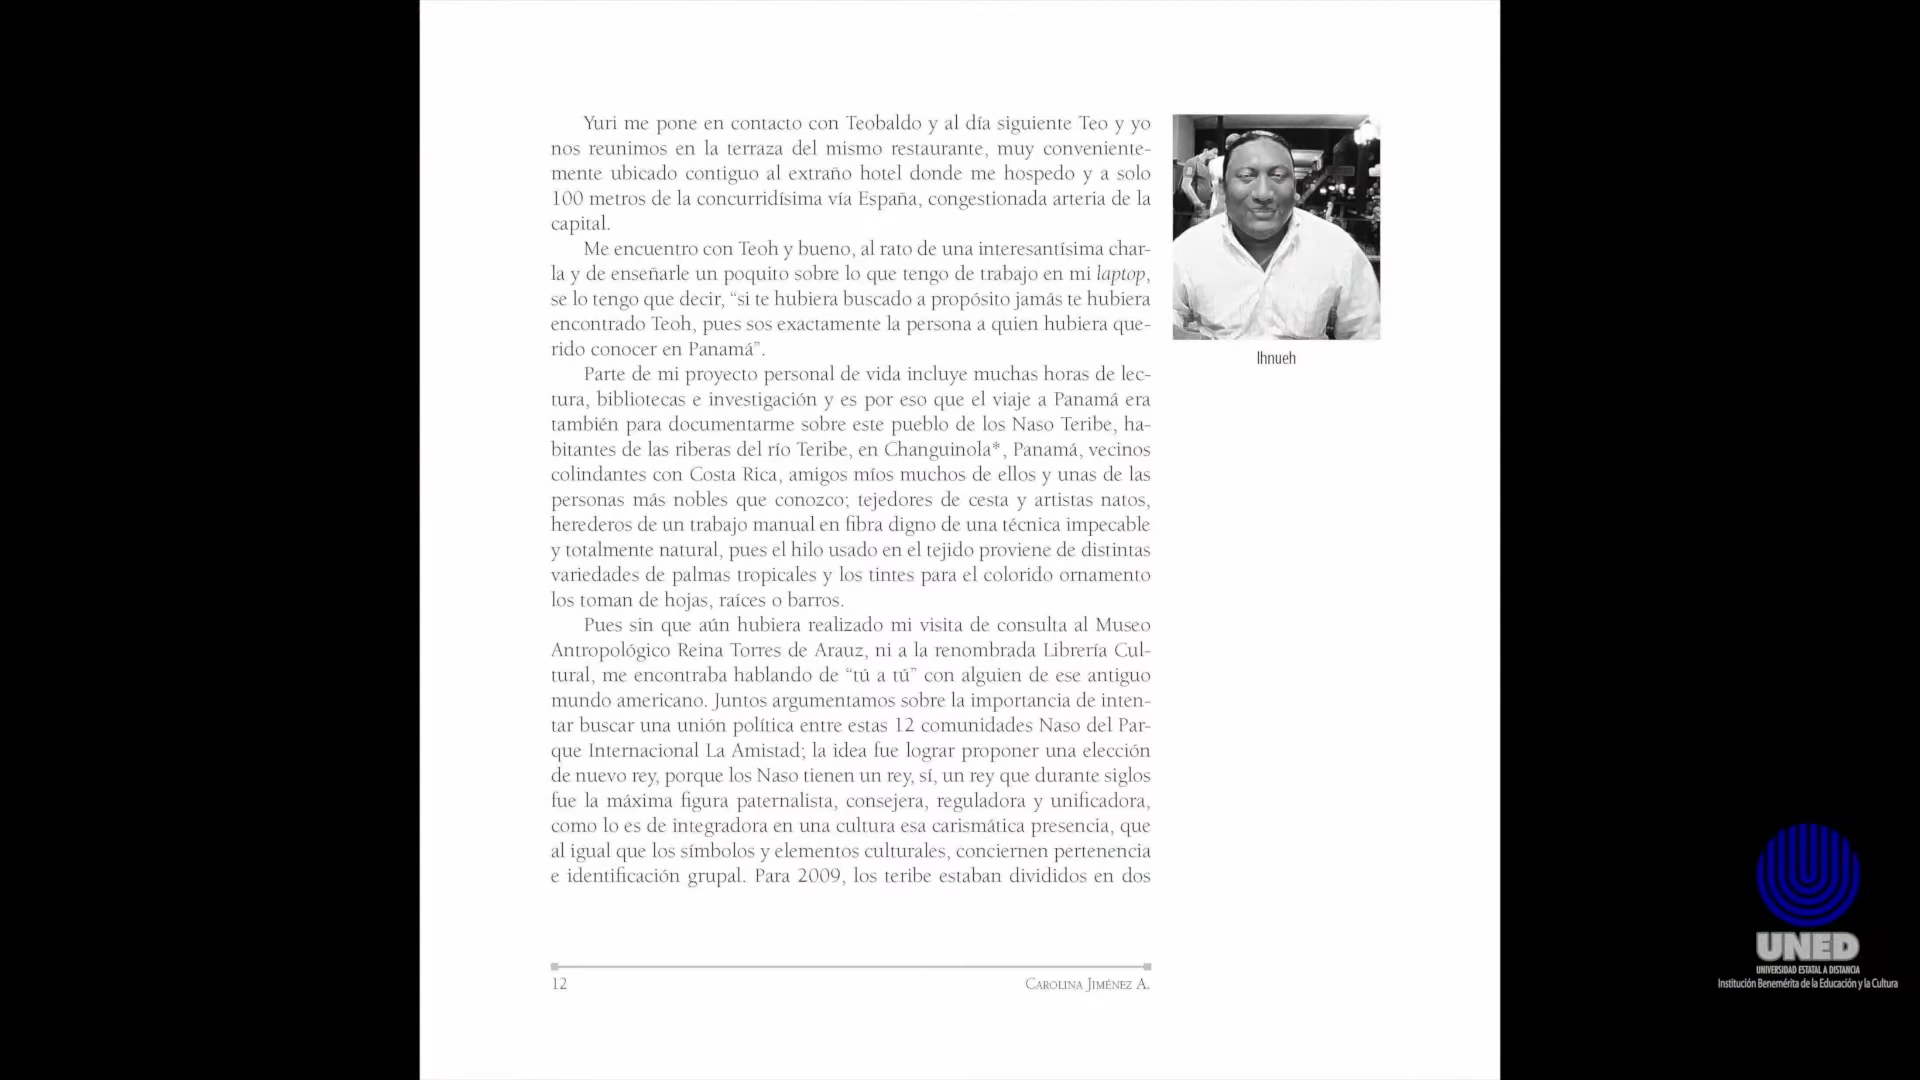 Yuri me pone en contacto con Teobaldo y al día siguiente Teo y yo
nos reunimos en la terraza del mismo restaurante, muy conveniente-
mente ubicado contiguo al extraño hotel donde me hospedo y a solo
100 metros de la concurridísima vía España, congestionada arteria de la
capital.
Me encuentro con Teoh y bueno, al rato de una interesantísima char-
la y de enseñarle un poquito sobre lo que tengo de trabajo en mi laptop,
se lo tengo que decir, “si te hubiera buscado a propósito jamás te hubiera
encontrado Teoh, pues sos exactamente la persona a quien hubiera que-
rido conocer en Panamá”.
Parte de mi proyecto personal de vida incluye muchas horas de lec-
tura, bibliotecas e investigación y es por eso que el viaje a Panamá era
también para documentarme sobre este pueblo de los Naso Teribe, ha-
bitantes de las riberas del río Teribe, en Changuinola*, Panamá, vecinos
colindantes con Costa Rica, amigos míos muchos de ellos y unas de las
personas más nobles que conozco; tejedores de cesta y artistas natos,
herederos de un trabajo manual en fibra digno de una técnica impecable
y totalmente natural, pues el hilo usado en el tejido proviene de distintas
variedades de palmas tropicales y los tintes para el colorido ornamento
los toman de hojas, raíces o barros.
Pues sin que aún hubiera realizado mi visita de consulta al Museo
Antropológico Reina Torres de Arauz, ni a la renombrada Librería Cul-
tural, me encontraba hablando de “tú a tú” con alguien de ese antiguo
mundo americano. Juntos argumentamos sobre la importancia de inten-
tar buscar una unión política entre estas 12 comunidades Naso del Par-
que Internacional La Amistad; la idea fue lograr proponer una elección
de nuevo rey, porque los Naso tienen un rey, sí, un rey que durante siglos
fue la máxima figura paternalista, consejera, reguladora y unificadora,
como lo es de integradora en una cultura esa carismática presencia, que
al igual que los símbolos y elementos culturales, conciernen pertenencia
e identificación grupal. Para 2009, los teribe estaban divididos en dos
Ihnueh
12
Carolina Jiménez A.
UNED
UNIVERSIDAD ESTATAL A DISTANCIA
Institución Benemérita de la Educación y la Cultura